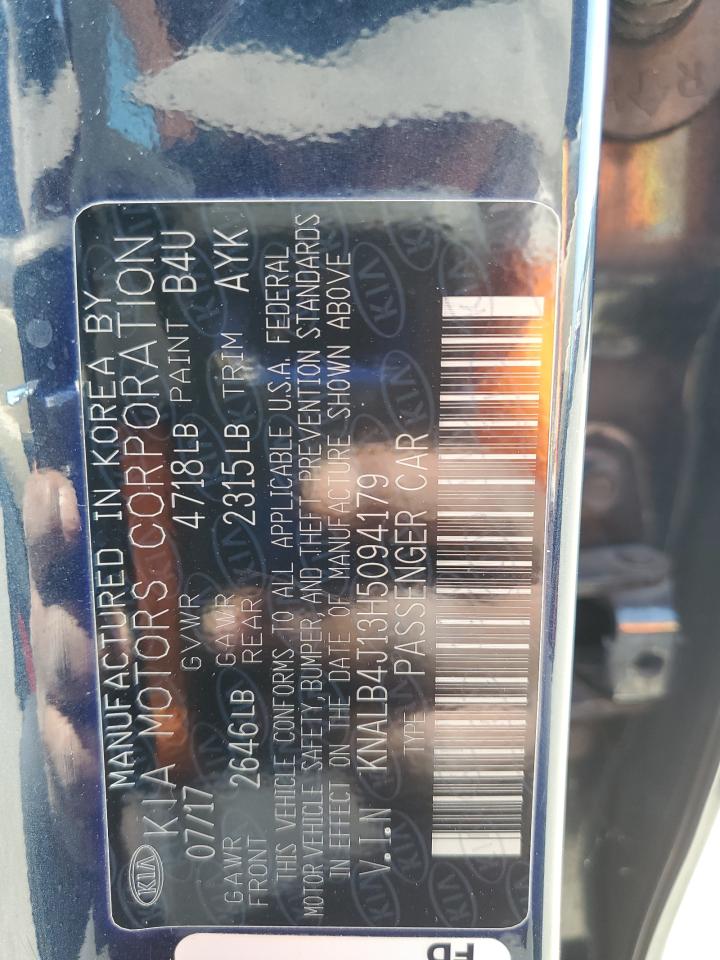 KIA
MANUFACTURED IN KOREA BY
KIA MOTORS CORPORATION
07/17 GVWR 4718LB PAINT B4U
GAWR FRONT 2646LB GAWR REAR 2315LB TRIM AYK
THIS VEHICLE CONFORMS TO ALL APPLICABLE U.S.A. FEDERAL
MOTOR VEHICLE SAFETY, BUMPER, AND THEFT PREVENTION STANDARDS
IN EFFECT ON THE DATE OF MANUFACTURE SHOWN ABOVE
V.I.N KNALB4J13H5094179
TYPE PASSENGER CAR